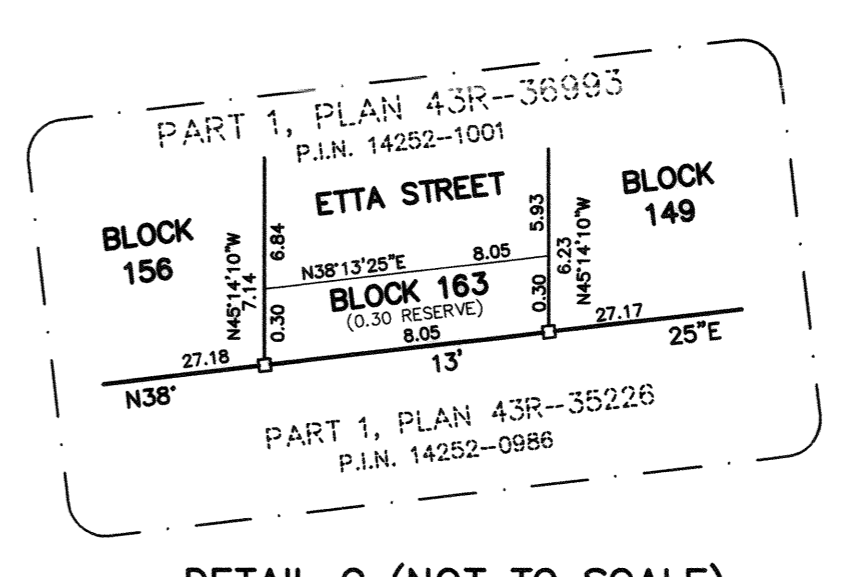 PART 1, PLAN 43R--36993
P.I.N. 14252--1001
ETTA STREET
BLOCK
156
BLOCK
149
N45°14'10"W
7.14
6.84
0.30
5.93
0.30
6.23
N45°14'10"W
N38°13'25"E 8.05
BLOCK 163
(0.30 RESERVE)
8.05
27.18
27.17
N38° 13' 25"E
PART 1, PLAN 43R--35226
P.I.N. 14252--0986